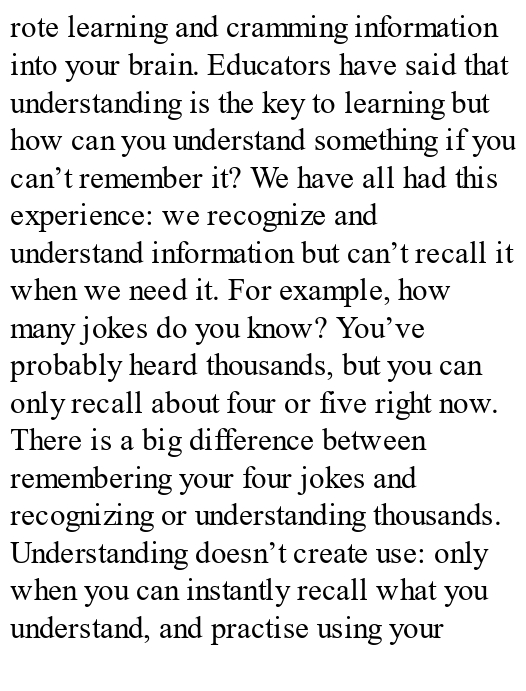 rote learning and cramming information
into your brain. Educators have said that
understanding is the key to learning but
how can you understand something if you
can’t remember it? We have all had this
experience: we recognize and
understand information but can’t recall it
when we need it. For example, how
many jokes do you know? You’ve
probably heard thousands, but you can
only recall about four or five right now.
There is a big difference between
remembering your four jokes and
recognizing or understanding thousands.
Understanding doesn’t create use: only
when you can instantly recall what you
understand, and practise using your